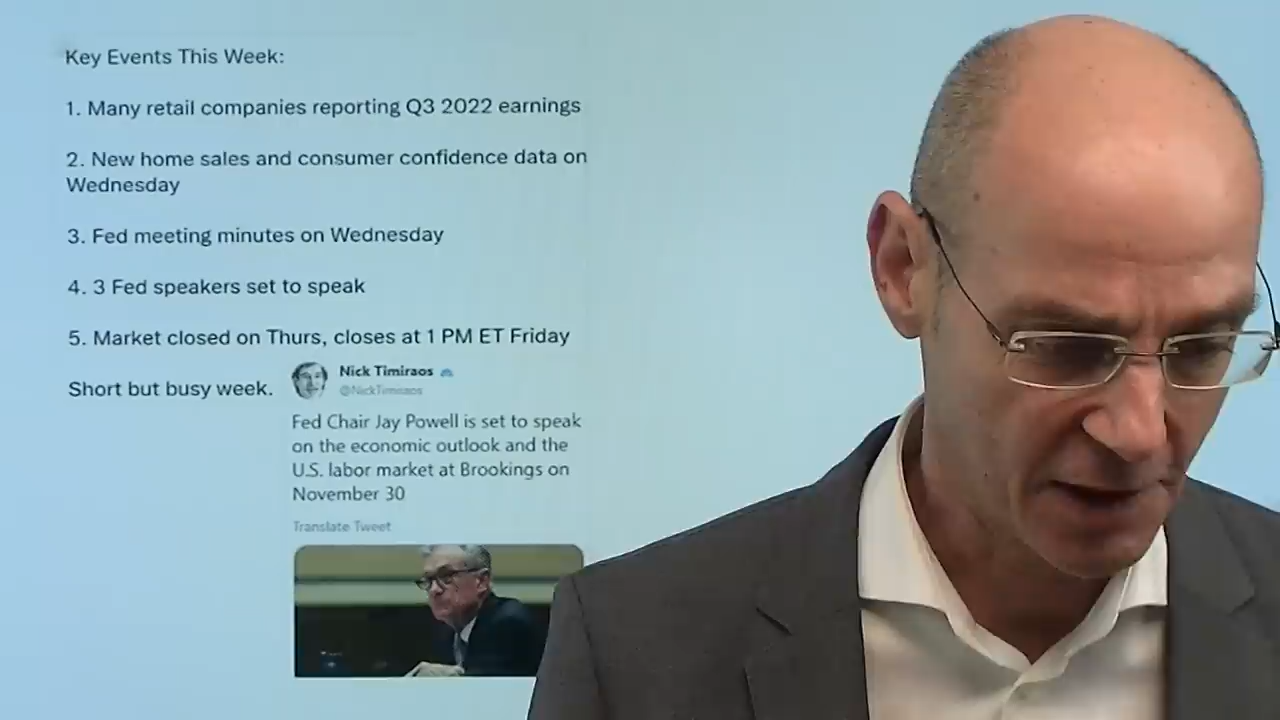 Key Events This Week:
1. Many retail companies reporting Q3 2022 earnings
2. New home sales and consumer confidence data on
Wednesday
3. Fed meeting minutes on Wednesday
4. 3 Fed speakers set to speak
5. Market closed on Thurs, closes at 1 PM ET Friday
Short but busy week.
Nick Timiraos
@NickTimiraos
Fed Chair Jay Powell is set to speak
on the economic outlook and the
U.S. labor market at Brookings on
November 30
Translate Tweet